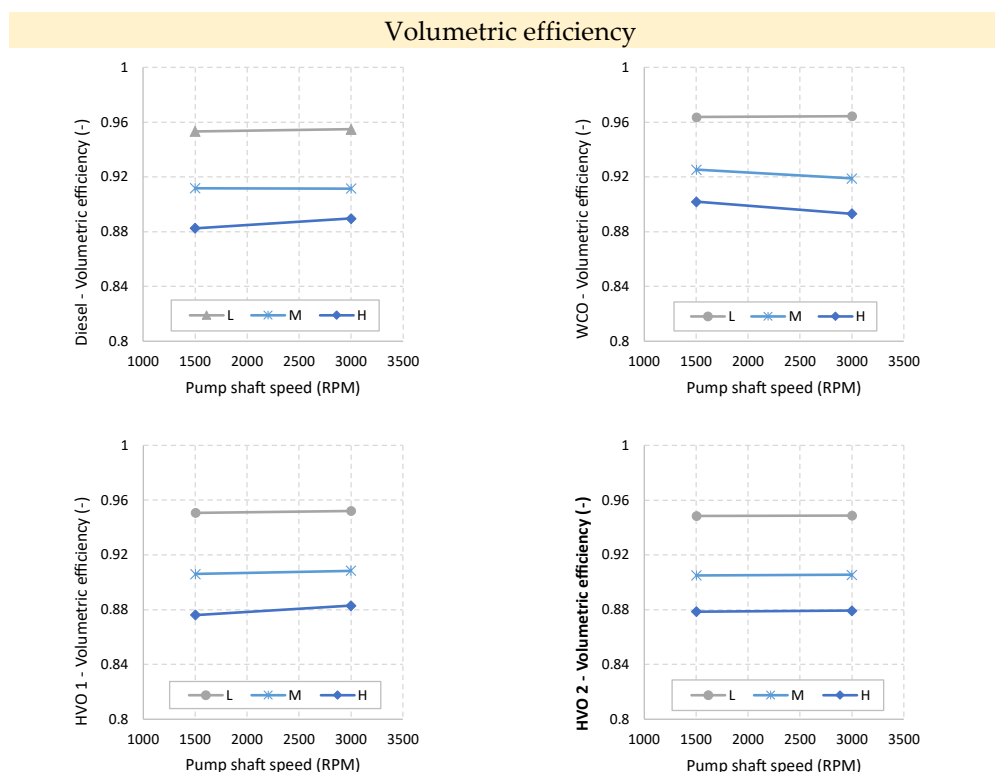 Volumetric efficiency
Diesel - Volumetric efficiency (-)
1
0.96
0.92
0.88
0.84
0.8
L M H
1000 1500 2000 2500 3000 3500
Pump shaft speed (RPM)
WCO - Volumetric efficiency (-)
1
0.96
0.92
0.88
0.84
0.8
L M H
1000 1500 2000 2500 3000 3500
Pump shaft speed (RPM)
HVO 1 - Volumetric efficiency (-)
1
0.96
0.92
0.88
0.84
0.8
L M H
1000 1500 2000 2500 3000 3500
Pump shaft speed (RPM)
HVO 2 - Volumetric efficiency (-)
1
0.96
0.92
0.88
0.84
0.8
L M H
1000 1500 2000 2500 3000 3500
Pump shaft speed (RPM)